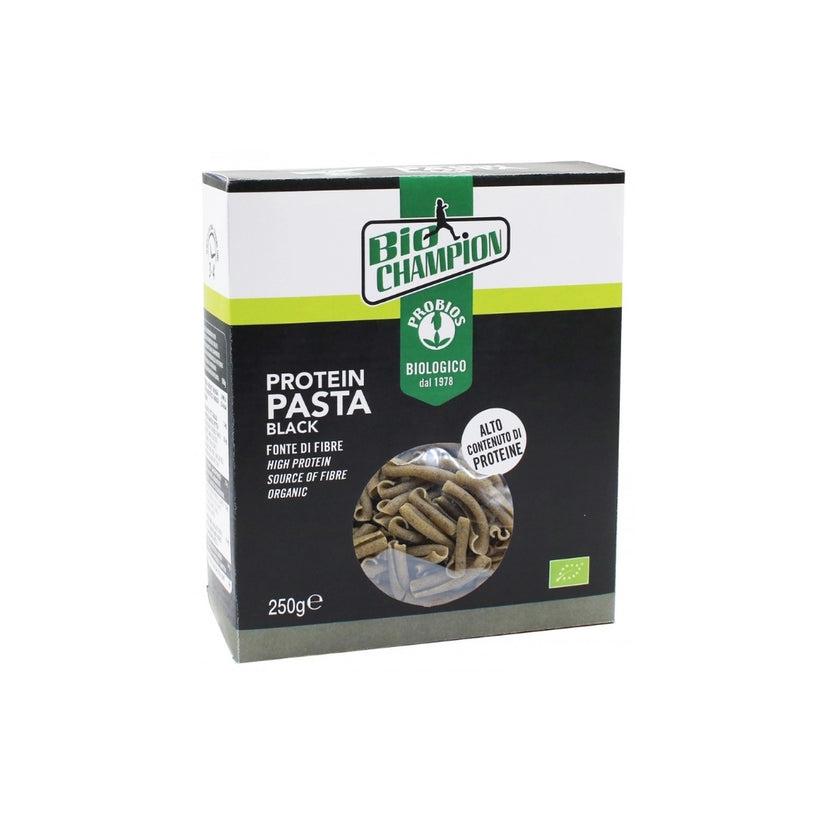 Bio
CHAMPION
PROBIOS
BIOLOGICO
dal 1978
PROTEIN
PASTA
BLACK
FONTE DI FIBRE
HIGH PROTEIN
SOURCE OF FIBRE
ORGANIC
ALTO
CONTENUTO DI
PROTEINE
250g℮